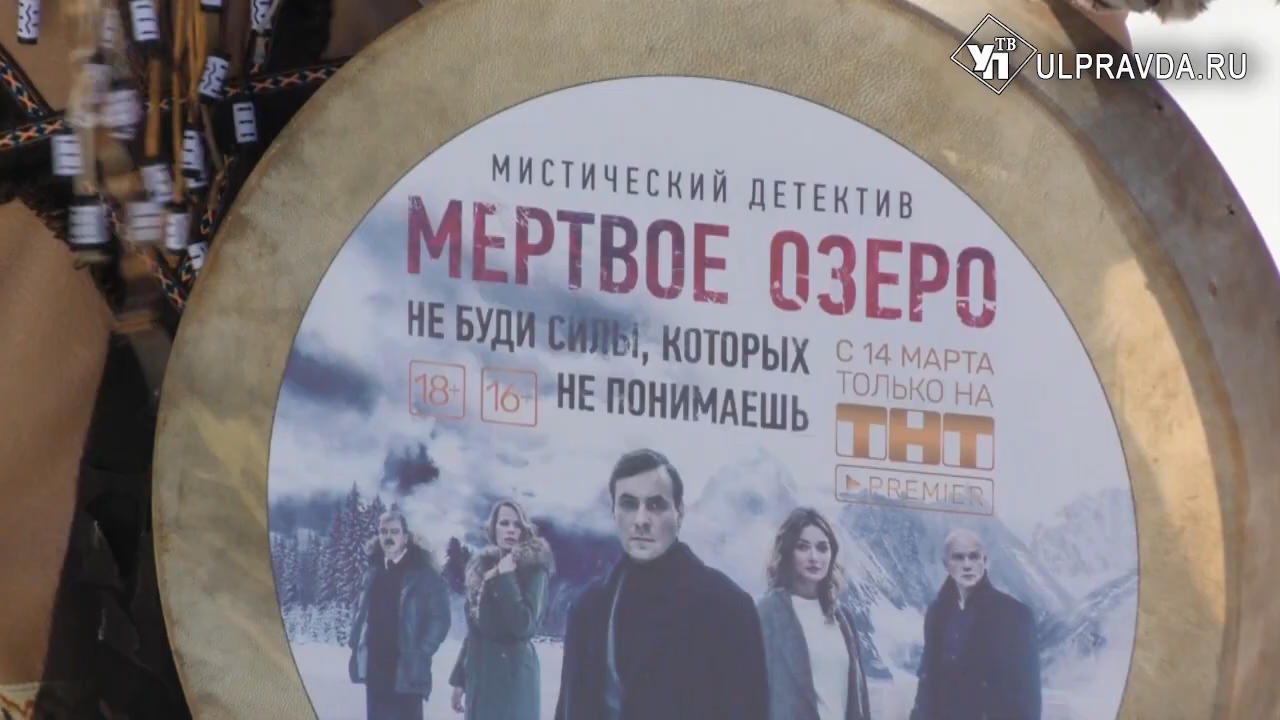 УП ТВ ULPRAVDA.RU
МИСТИЧЕСКИЙ ДЕТЕКТИВ
МЕРТВОЕ ОЗЕРО
НЕ БУДИ СИЛЫ, КОТОРЫХ
НЕ ПОНИМАЕШЬ
18+ 16+
С 14 МАРТА
ТОЛЬКО НА
ТНТ
PREMIER